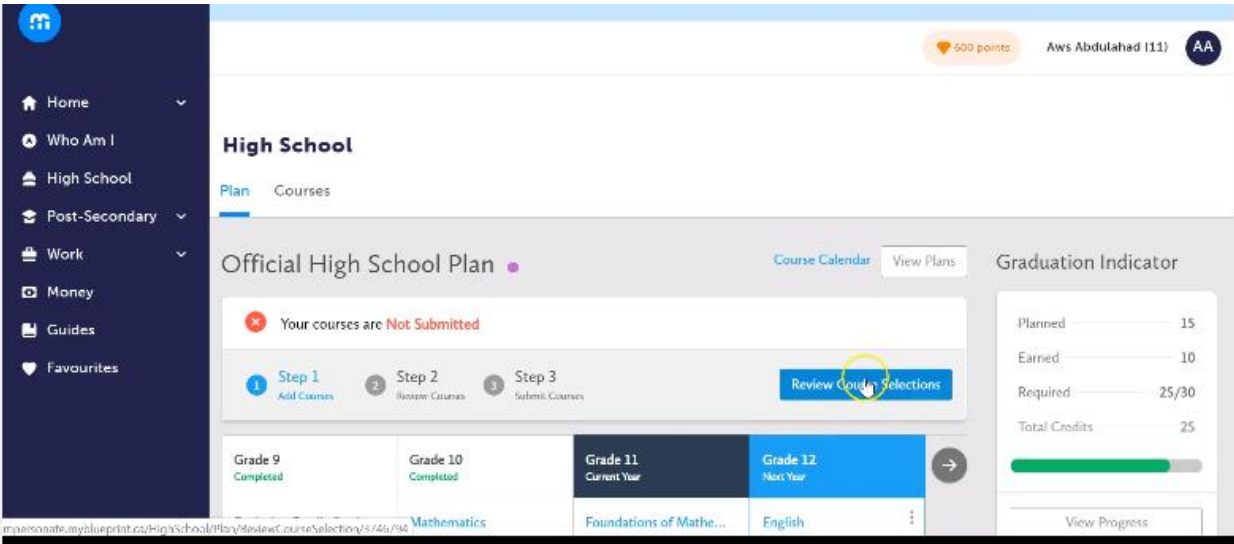 m
600 points
Aws Abdulahad (11)
AA
Home
Who Am I
High School
Post-Secondary
Work
Money
Guides
Favourites
High School
Plan Courses
Official High School Plan
Course Calendar
View Plans
Your courses are Not Submitted
1 Step 1
Add Courses
2 Step 2
Review Courses
3 Step 3
Submit Courses
Review Course Selections
Grade 9
Completed
Grade 10
Completed
Grade 11
Current Year
Grade 12
Next Year
Mathematics
Foundations of Mathe...
English
Graduation Indicator
Planned 15
Earned 10
Required 25/30
Total Credits 25
View Progress